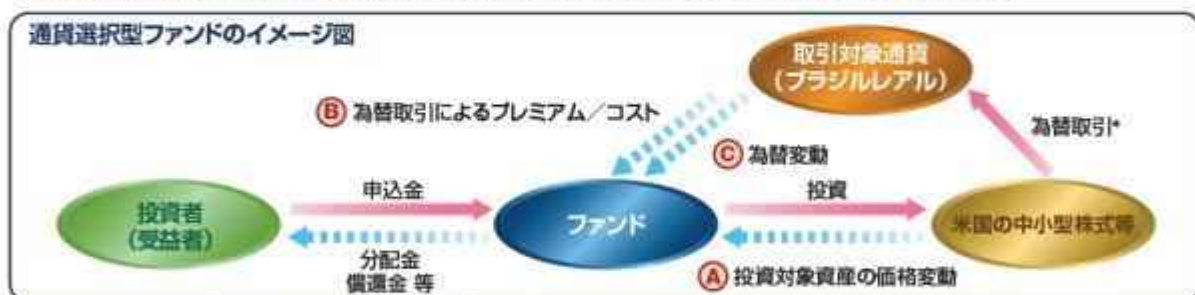 通貨選択型ファンドのイメージ図
取引対象通貨
(ブラジルレアル)
Ⓑ 為替取引によるプレミアム／コスト
為替取引*
Ⓒ 為替変動
申込金
投資
投資者
(受益者)
ファンド
米国の中小型株式等
分配金
償還金 等
Ⓐ 投資対象資産の価格変動